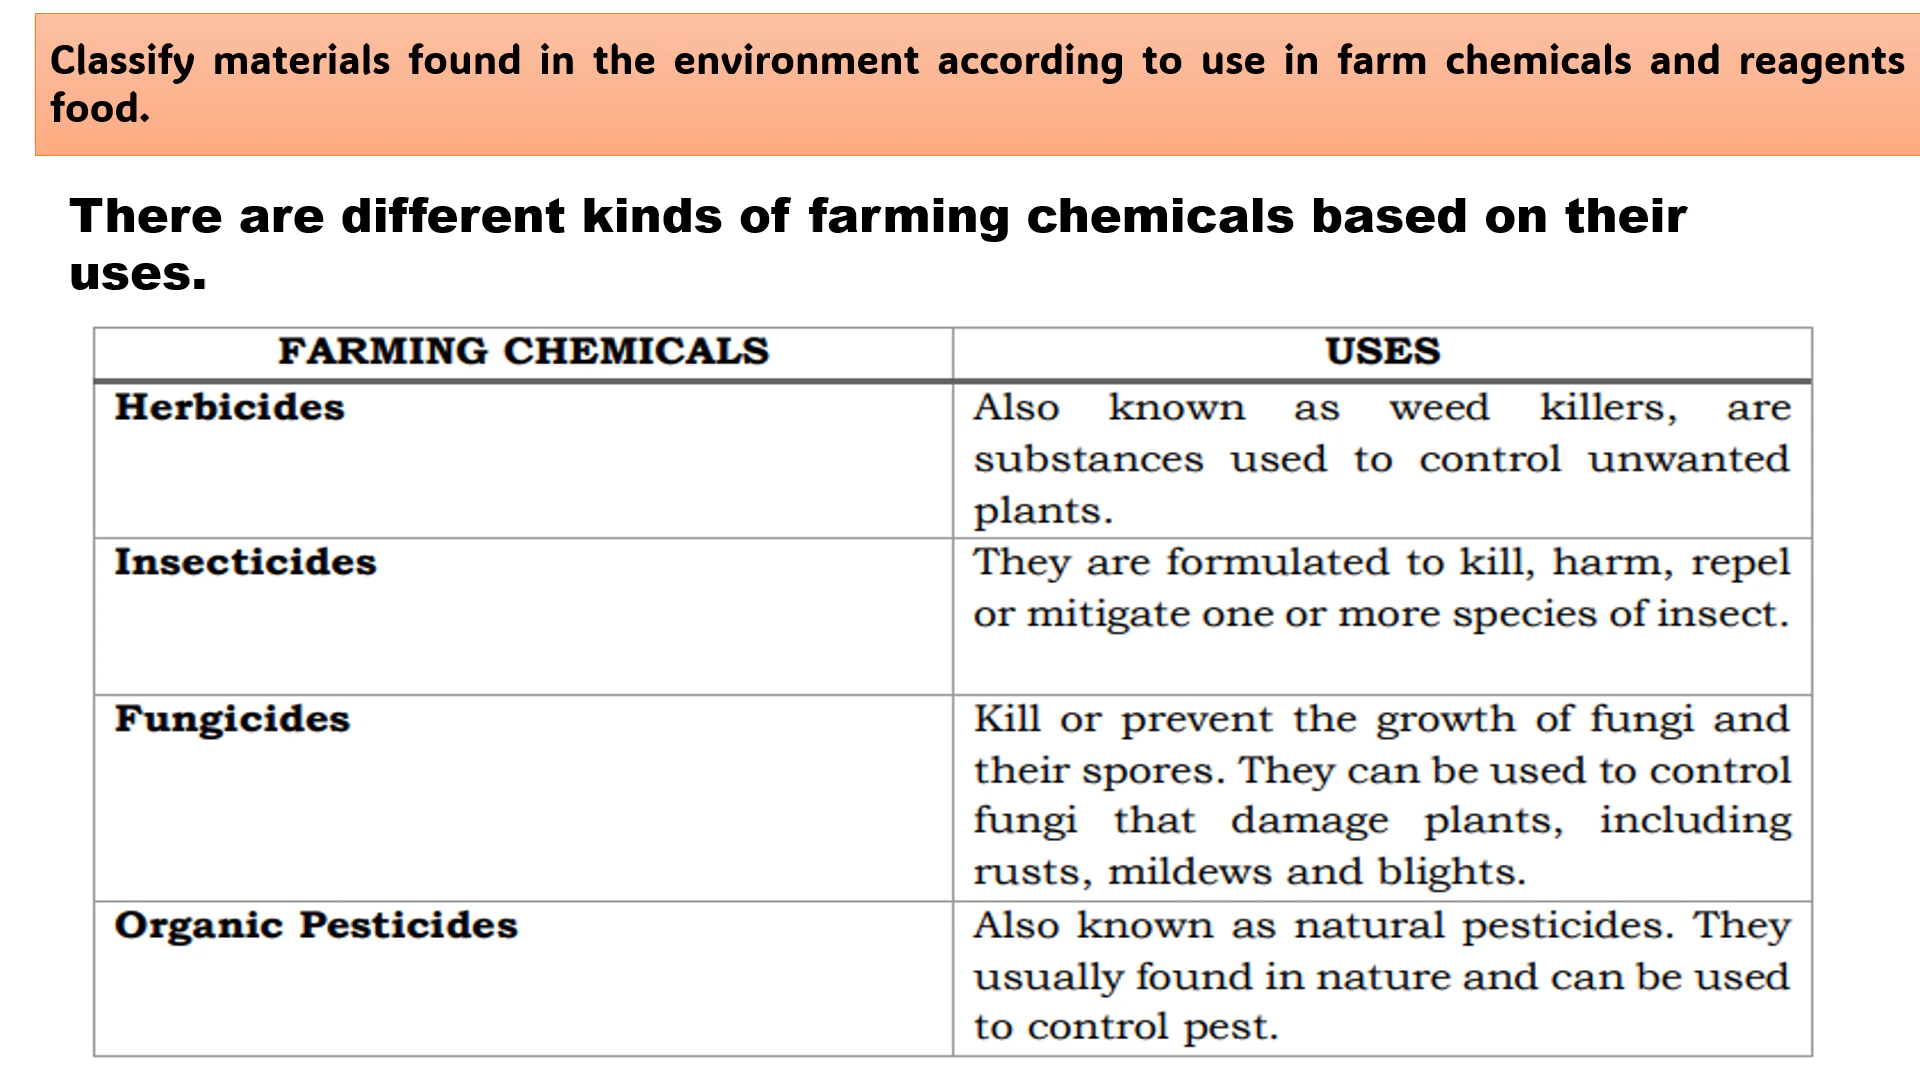 Classify materials found in the environment according to use in farm chemicals and reagents
food.
There are different kinds of farming chemicals based on their
uses.
FARMING CHEMICALS
USES
Herbicides
Also known as weed killers, are
substances used to control unwanted
plants.
Insecticides
They are formulated to kill, harm, repel
or mitigate one or more species of insect.
Fungicides
Kill or prevent the growth of fungi and
their spores. They can be used to control
fungi that damage plants, including
rusts, mildews and blights.
Organic Pesticides
Also known as natural pesticides. They
usually found in nature and can be used
to control pest.